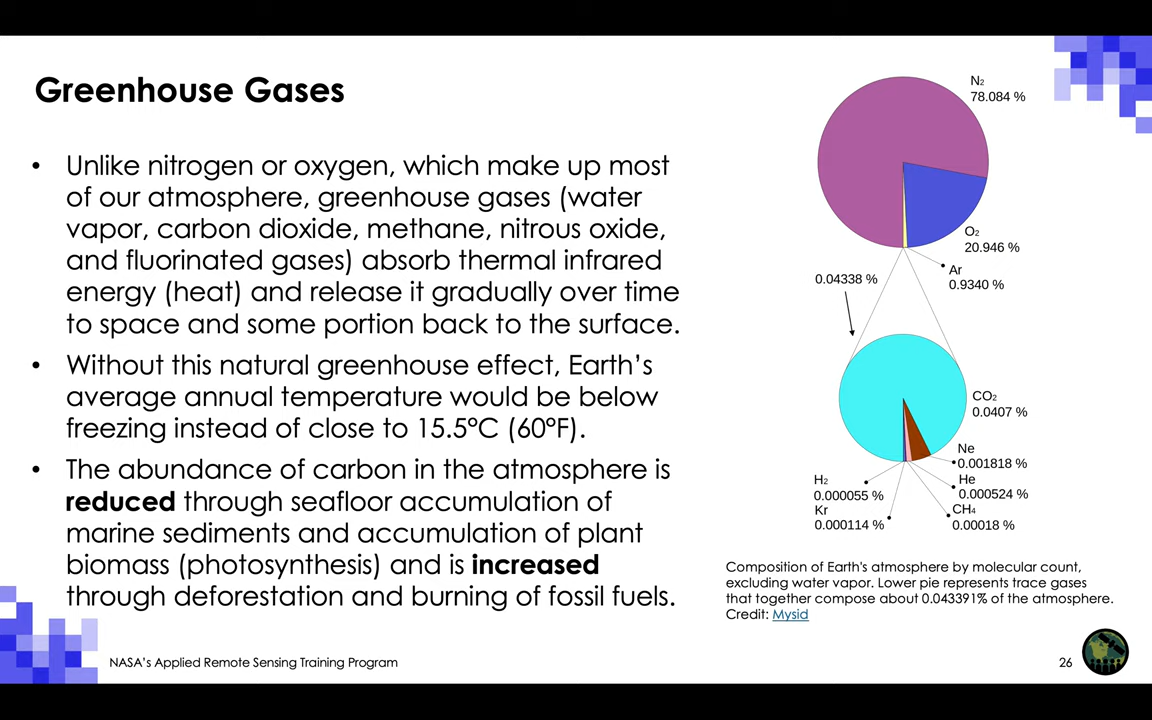 Greenhouse Gases
• Unlike nitrogen or oxygen, which make up most
of our atmosphere, greenhouse gases (water
vapor, carbon dioxide, methane, nitrous oxide,
and fluorinated gases) absorb thermal infrared
energy (heat) and release it gradually over time
to space and some portion back to the surface.
• Without this natural greenhouse effect, Earth's
average annual temperature would be below
freezing instead of close to 15.5°C (60°F).
• The abundance of carbon in the atmosphere is
reduced through seafloor accumulation of
marine sediments and accumulation of plant
biomass (photosynthesis) and is increased
through deforestation and burning of fossil fuels.
N₂
78.084 %
O₂
20.946 %
Ar
0.9340 %
0.04338 %
CO₂
0.0407 %
Ne
0.001818 %
He
0.000524 %
CH₄
0.00018 %
H₂
0.000055 %
Kr
0.000114 %
Composition of Earth's atmosphere by molecular count,
excluding water vapor. Lower pie represents trace gases
that together compose about 0.043391% of the atmosphere.
Credit: Mysid
NASA's Applied Remote Sensing Training Program
26